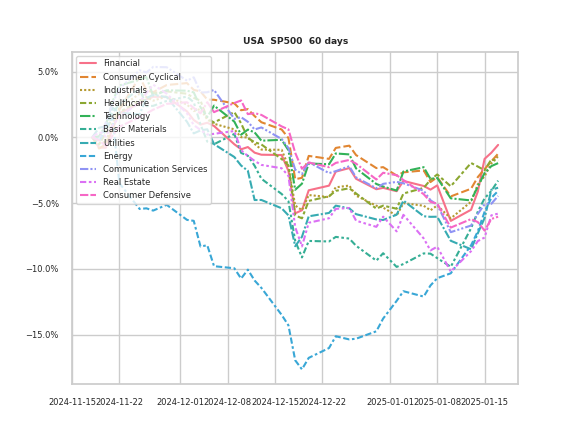 USA  SP500  60 days
5.0%
0.0%
−5.0%
−10.0%
−15.0%
Financial
Consumer Cyclical
Industrials
Healthcare
Technology
Basic Materials
Utilities
Energy
Communication Services
Real Estate
Consumer Defensive
2024-11-15 2024-11-22 2024-12-01 2024-12-08 2024-12-15 2024-12-22 2025-01-01 2025-01-08 2025-01-15